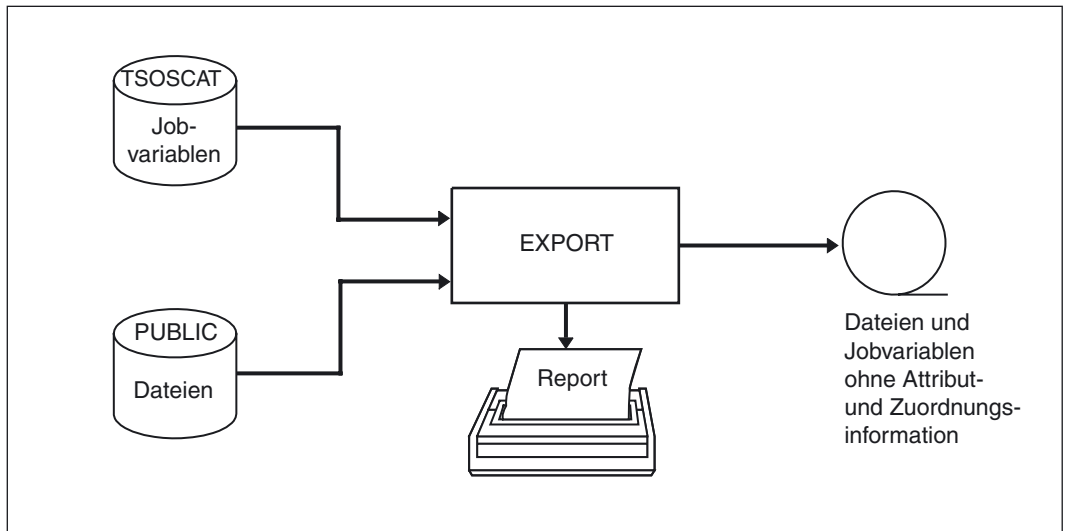 TSOSCAT
Job-
variablen
EXPORT
PUBLIC
Dateien
Report
Dateien und
Jobvariablen
ohne Attribut-
und Zuordnungs-
information